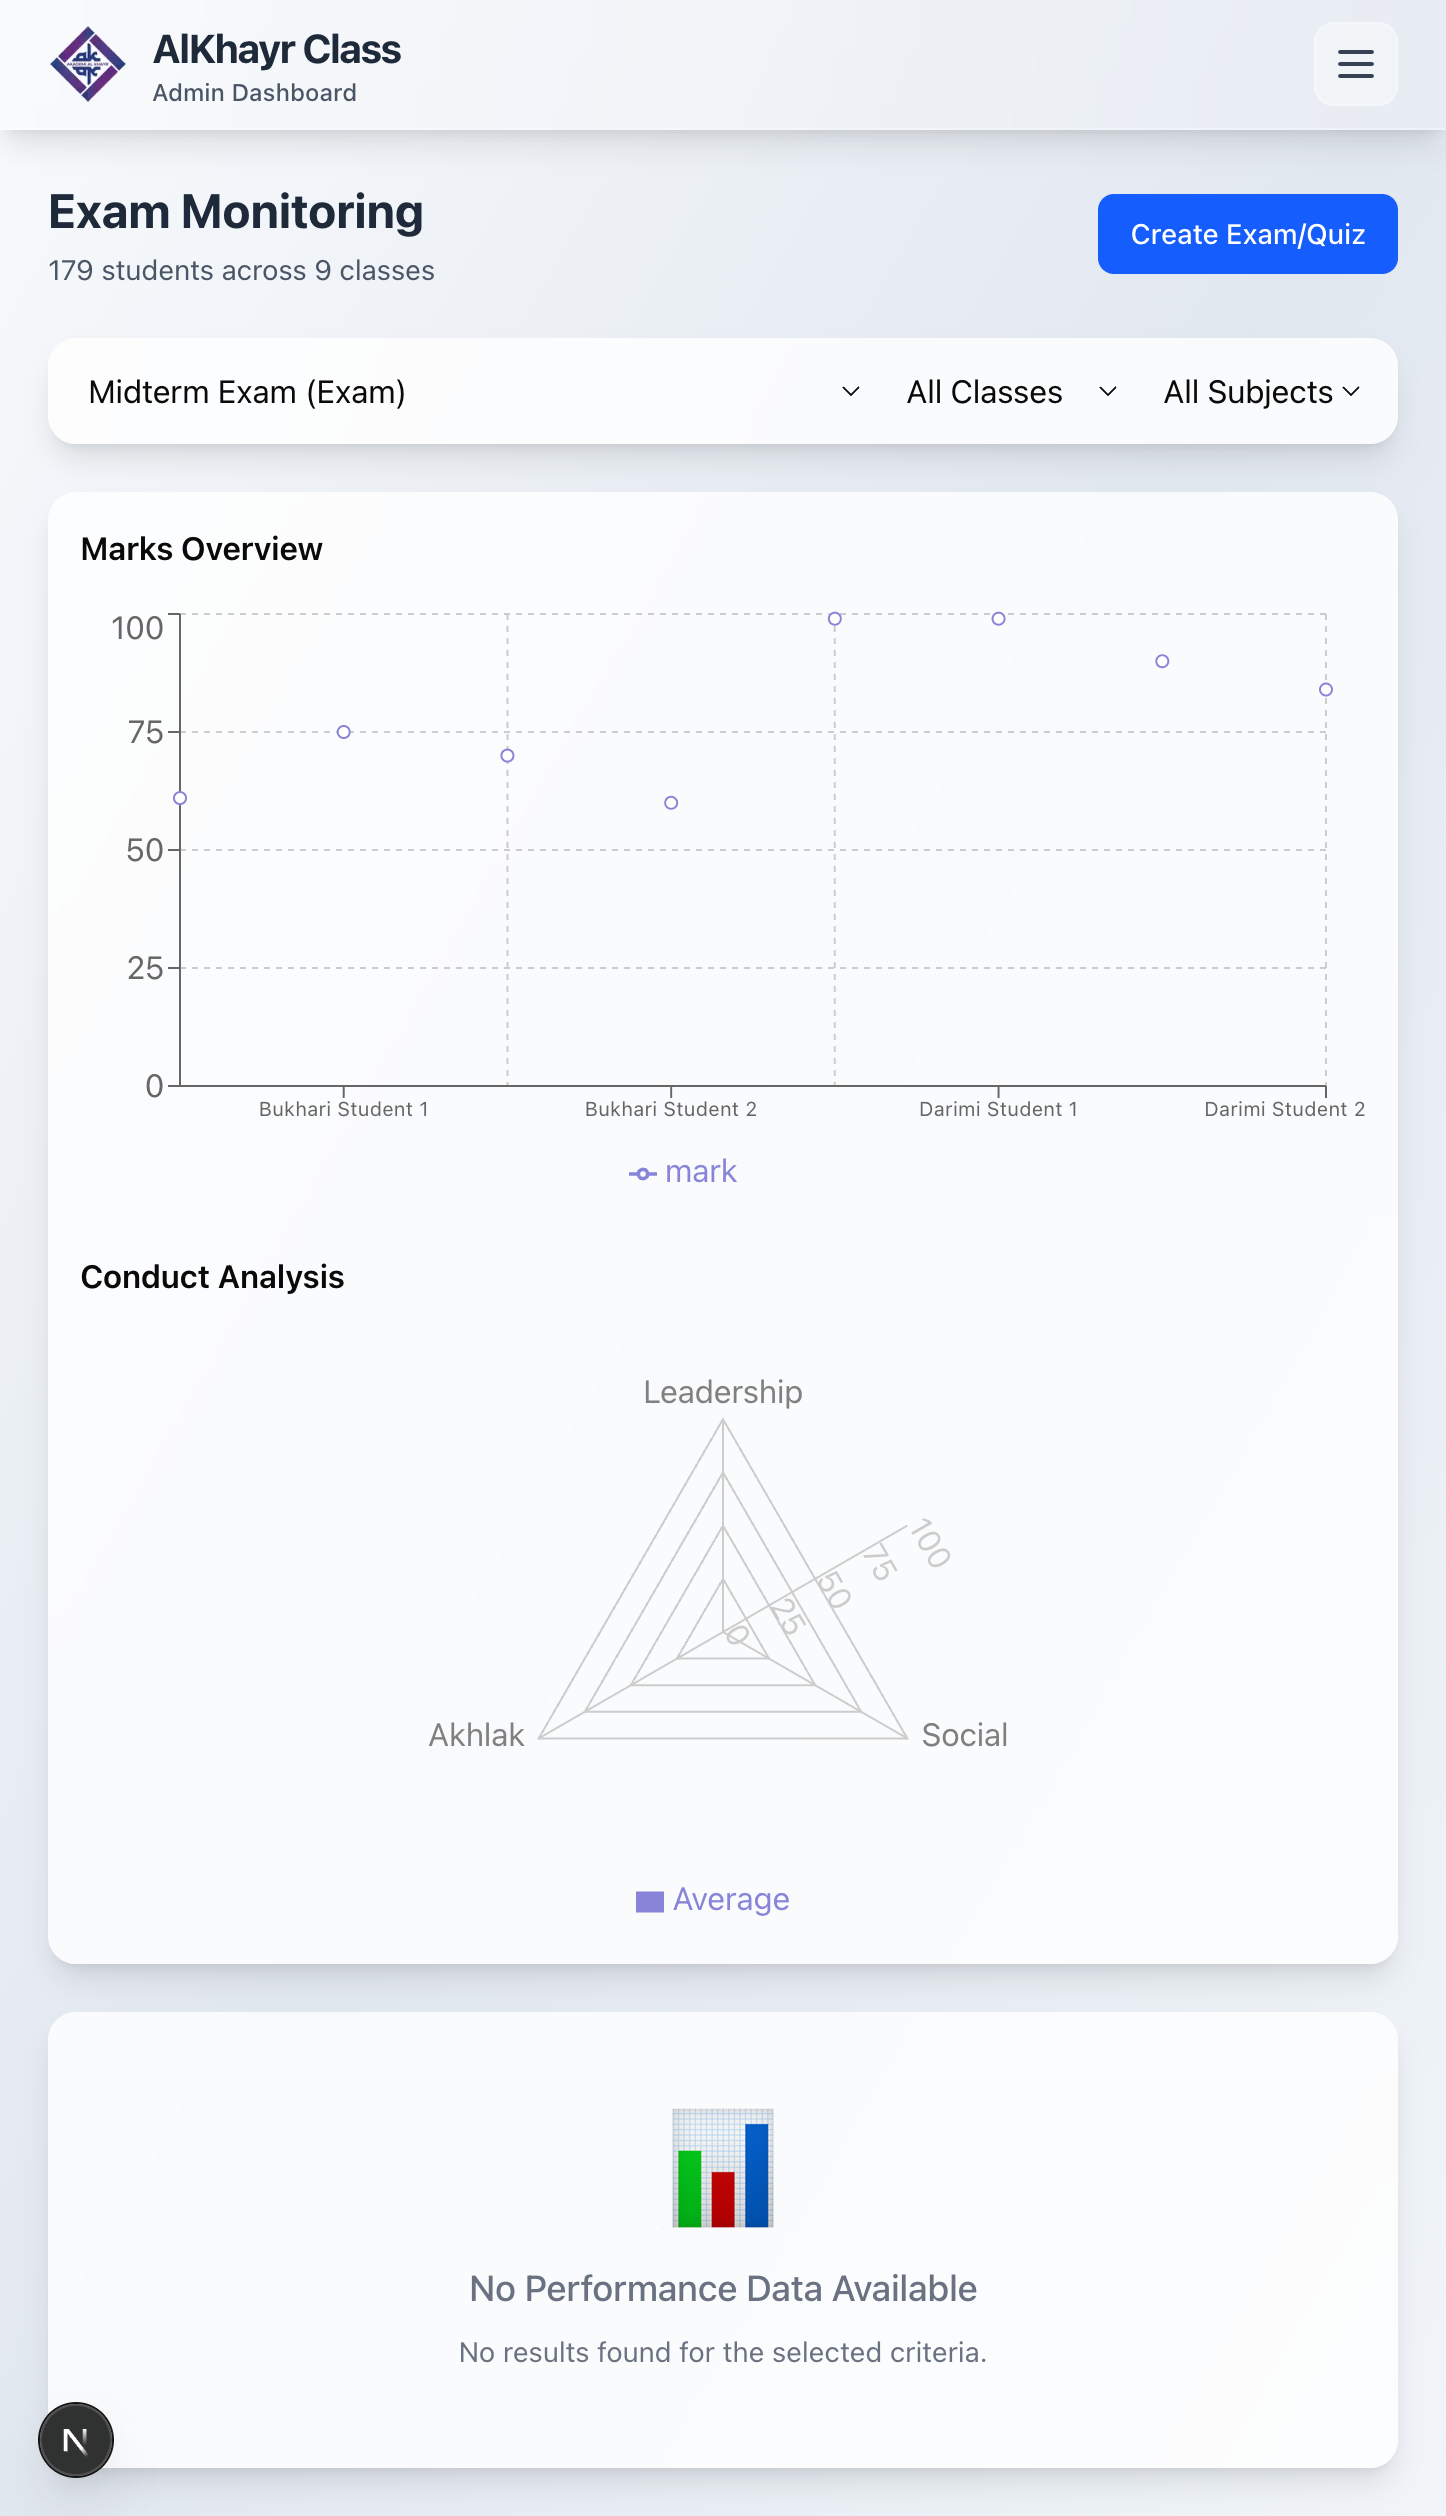 AlKhayr Class
Admin Dashboard
Exam Monitoring
179 students across 9 classes
Create Exam/Quiz
Midterm Exam (Exam)
All Classes
All Subjects
Marks Overview
100
75
50
25
0
Bukhari Student 1
Bukhari Student 2
Darimi Student 1
Darimi Student 2
mark
Conduct Analysis
Leadership
100
75
50
25
0
Akhlak
Social
Average
No Performance Data Available
No results found for the selected criteria.
N